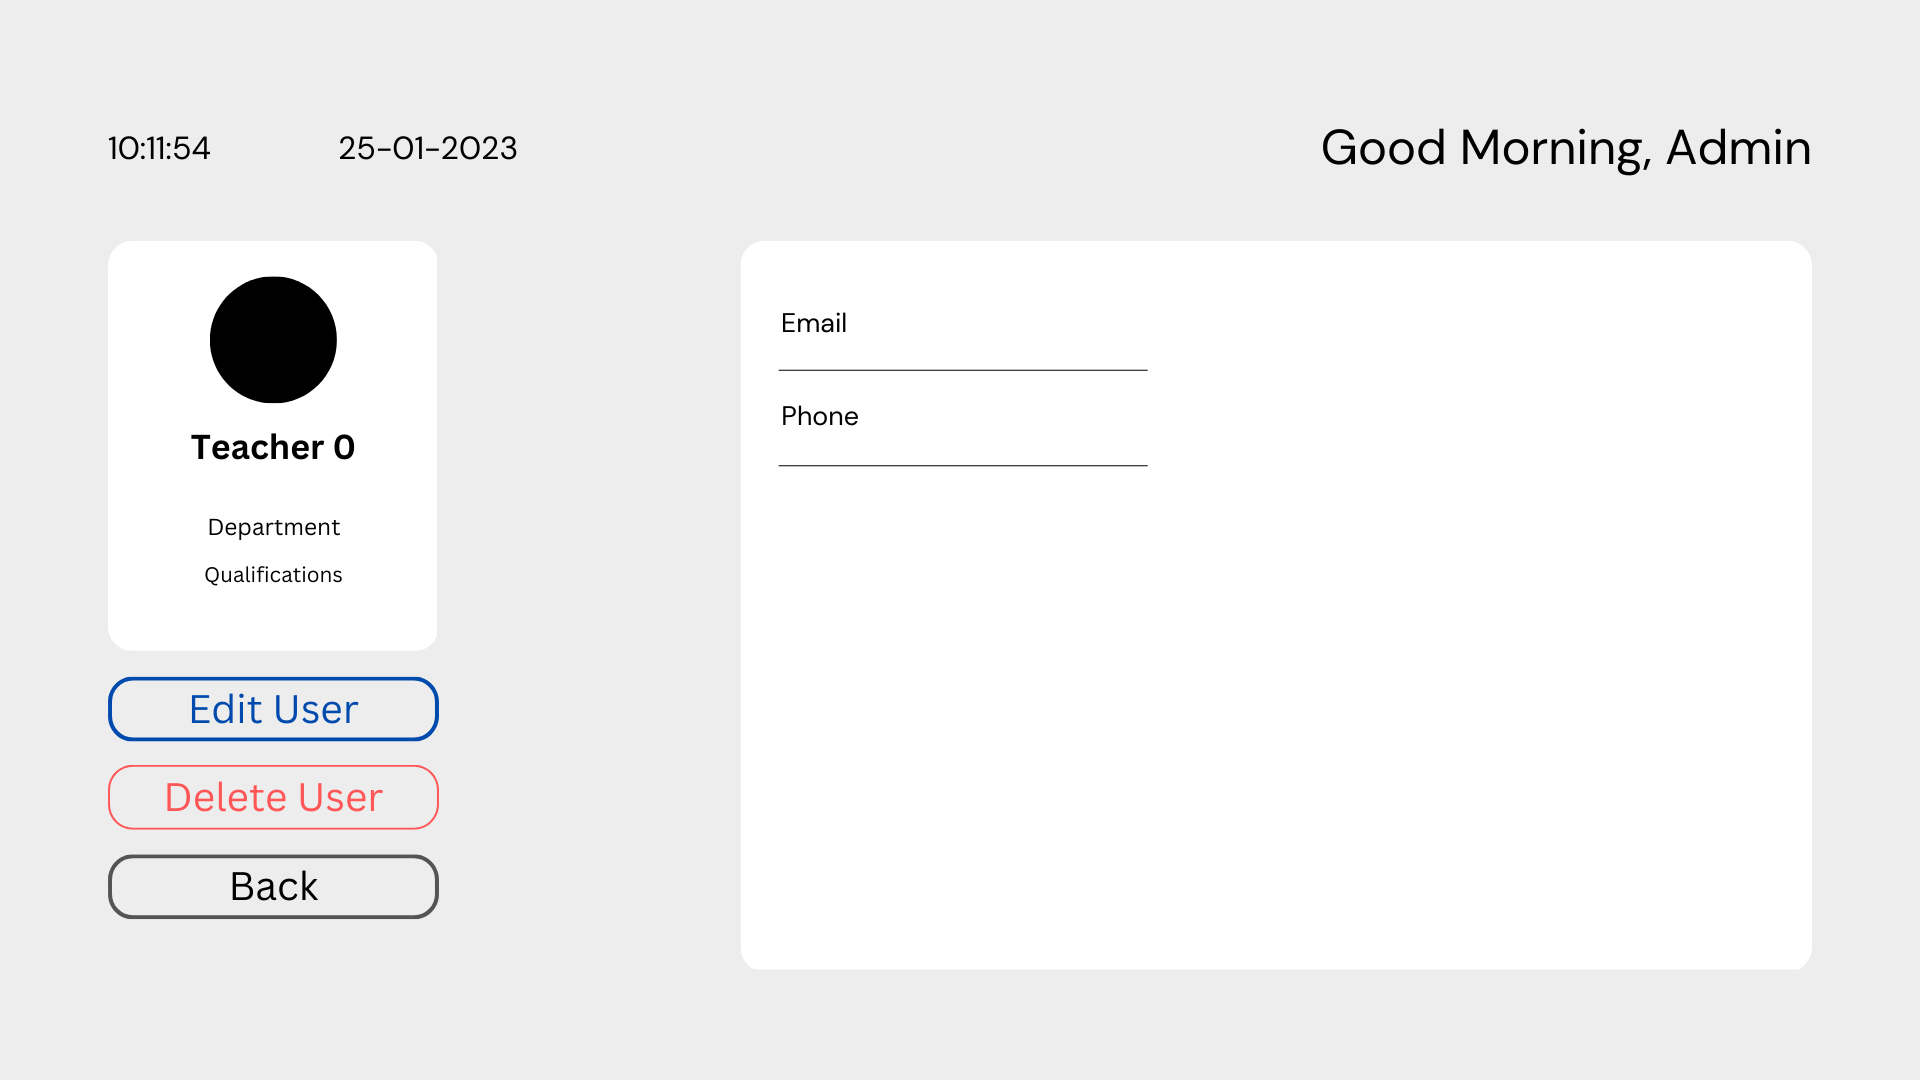 10:11:54 25-01-2023 Good Morning, Admin
Teacher 0
Department
Qualifications
Edit User
Delete User
Back
Email
Phone